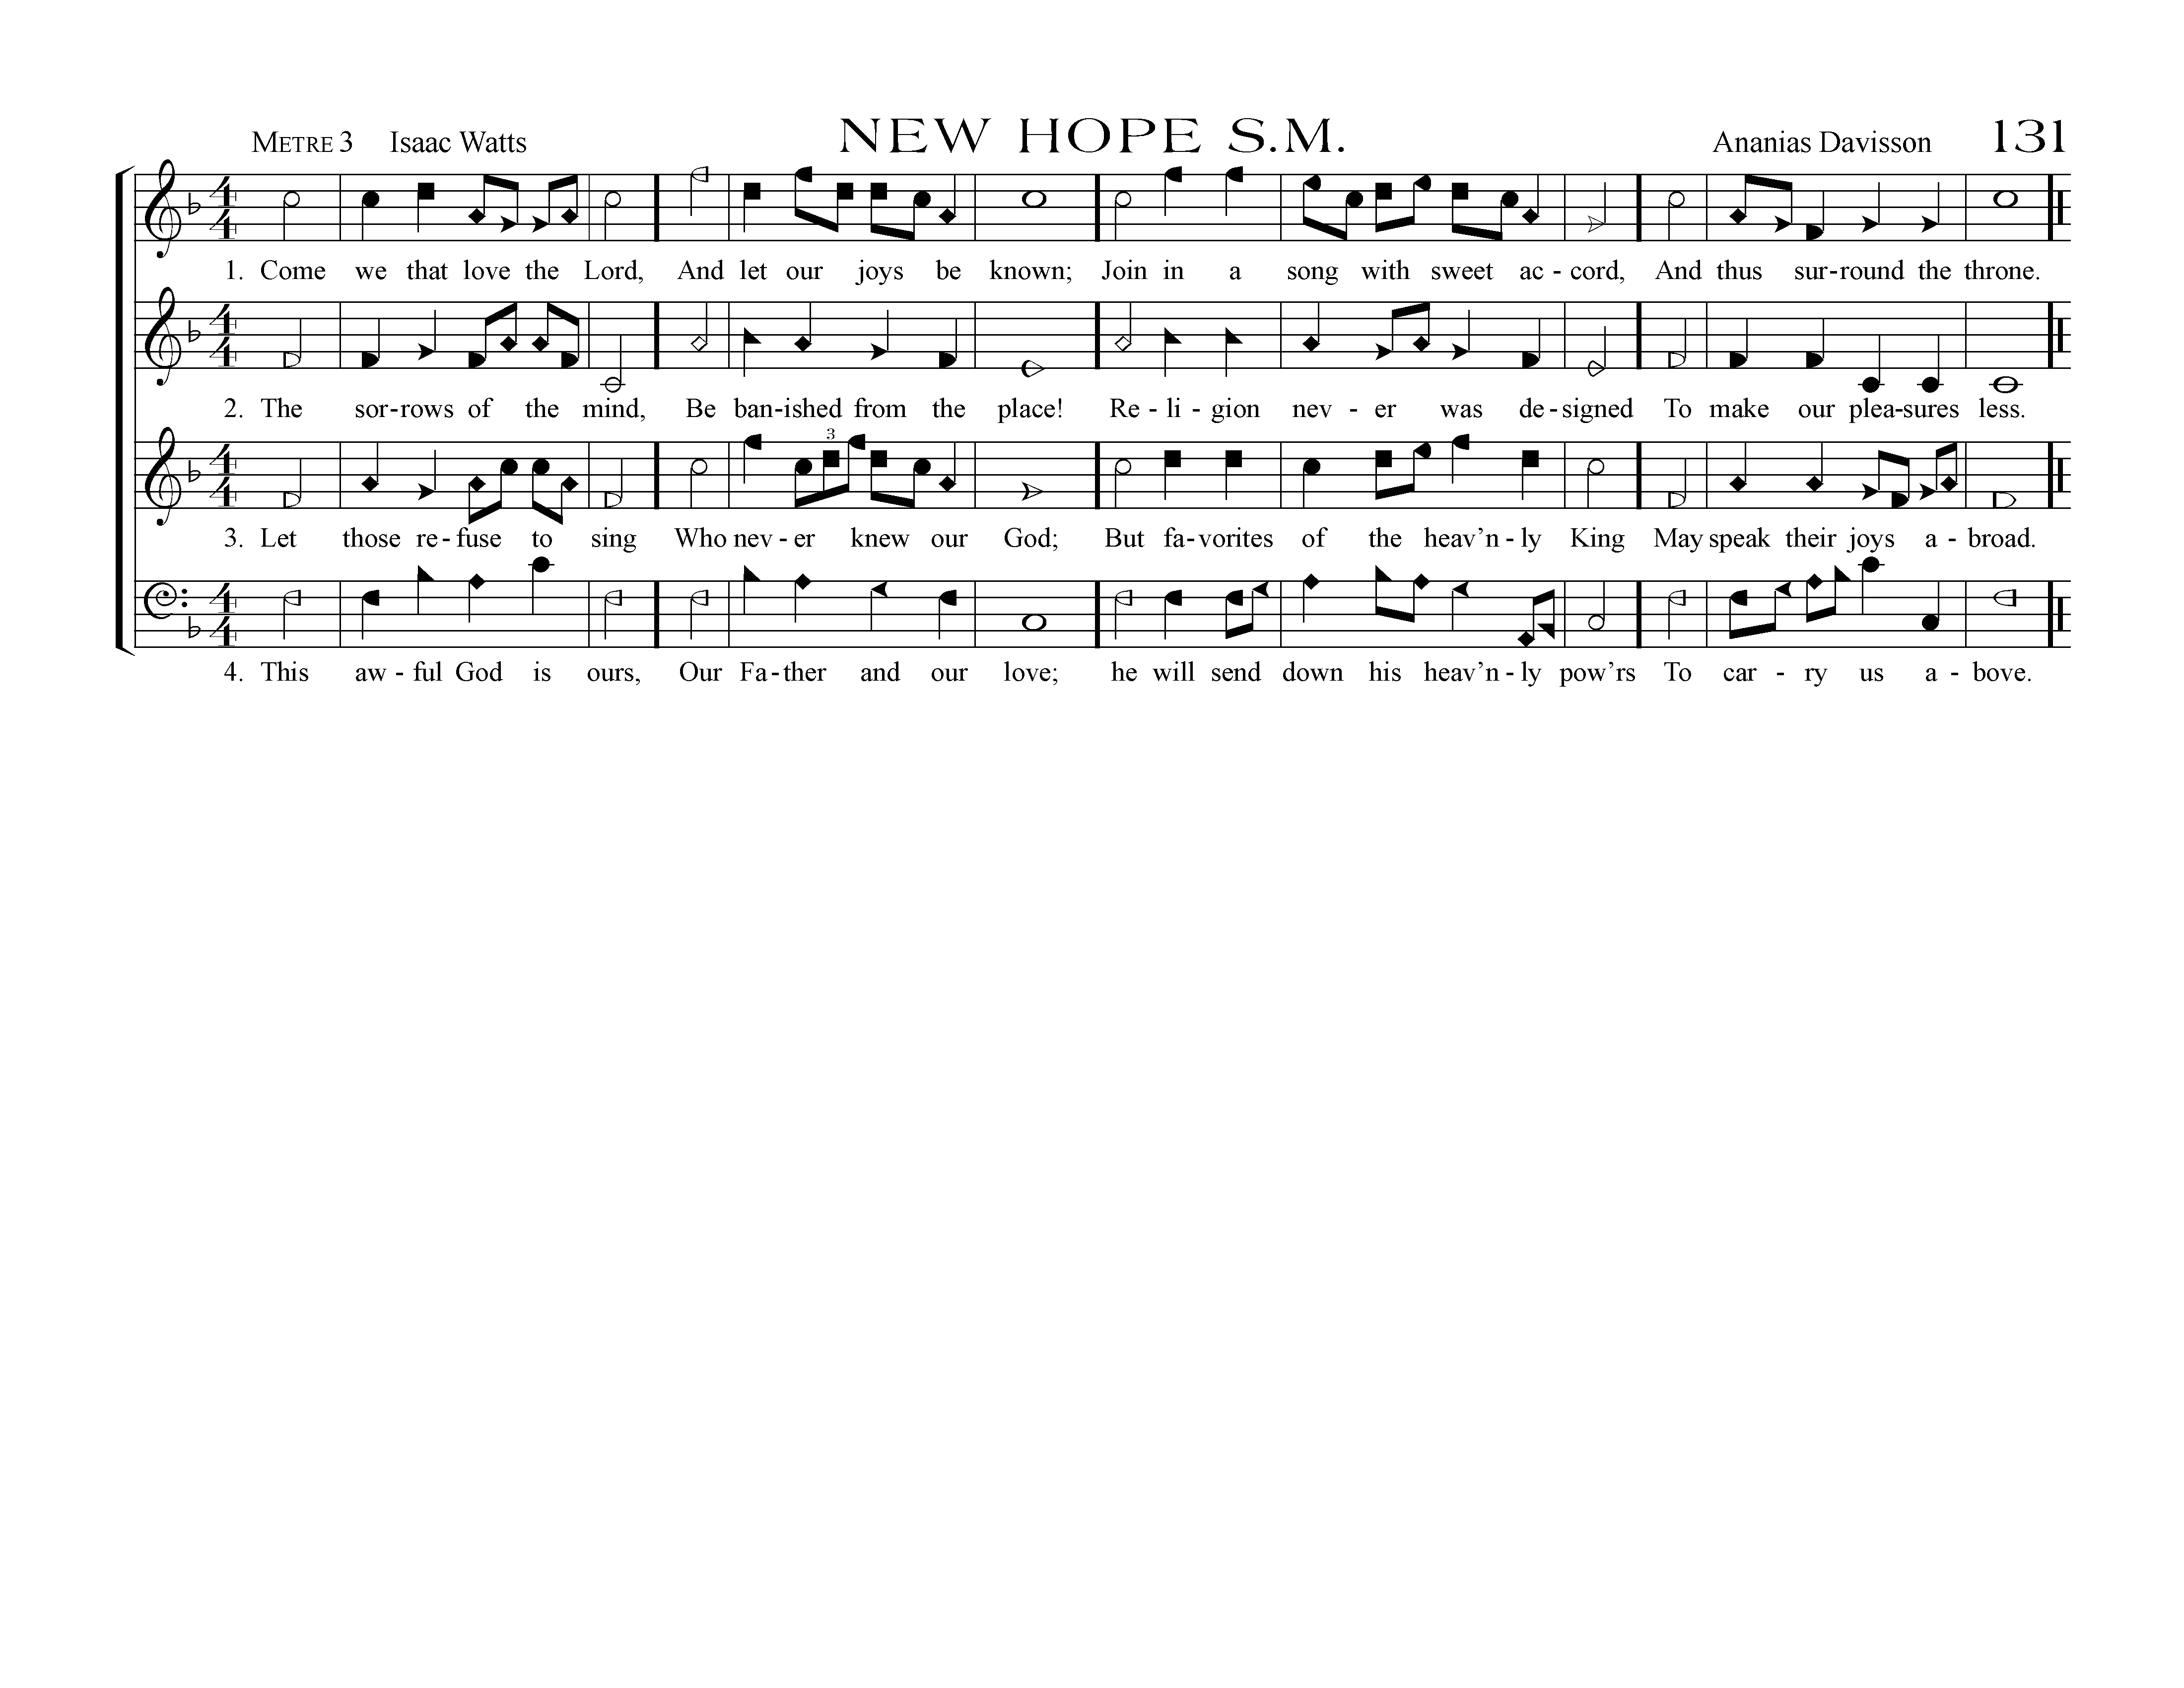 METRE 3 Isaac Watts NEW HOPE S.M. Ananias Davisson 131
1. Come we that love the Lord, And let our joys be known; Join in a song with sweet ac - cord, And thus sur - round the throne.
2. The sor - rows of the mind, Be ban - ished from the place! Re - li - gion nev - er was de - signed To make our plea - sures less.
3
3. Let those re - fuse to sing Who nev - er knew our God; But fa - vorites of the heav’n - ly King May speak their joys a - broad.
4. This aw - ful God is ours, Our Fa - ther and our love; he will send down his heav’n - ly pow’rs To car - ry us a - bove.